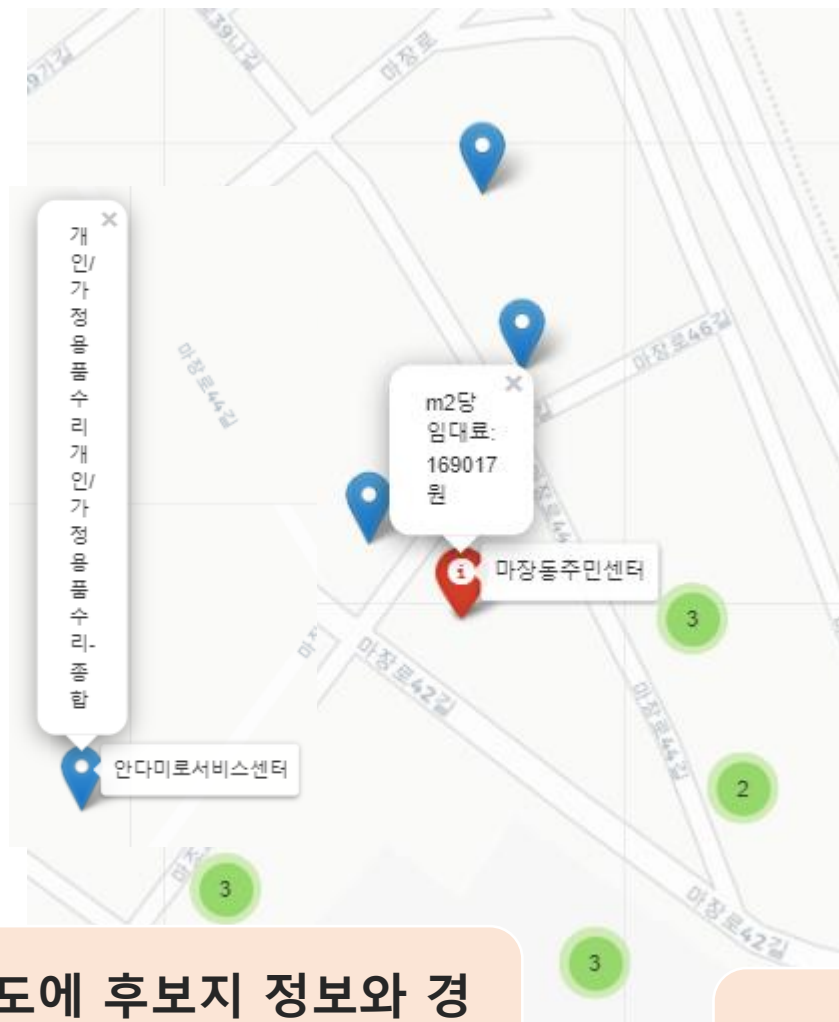 39나길
마장로
마장로46길
개
인/
가
정
용
품
수
리
개
인/
가
정
용
품
수
리-
종
합
마장로44길
m2당
임대료:
169017
원
마장로44
마장동주민센터
3
마장로42길
마장로44길
안다미로서비스센터
2
3
마장로42길
3
도에 후보지 정보와 경